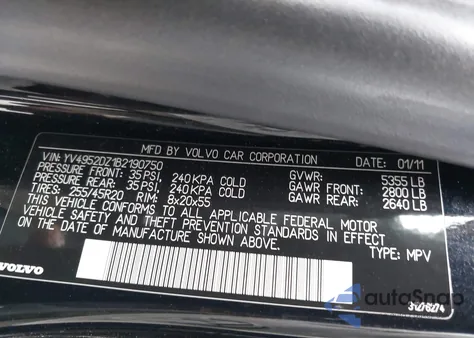 MFD BY VOLVO CAR CORPORATION DATE: 01/11
VIN: YV4952DZ1B2190750 GVWR: 5355 LB
PRESSURE FRONT: 35 PSI, 240 KPA COLD GAWR FRONT: 2800 LB
PRESSURE REAR: 35 PSI, 240 KPA COLD GAWR REAR: 2640 LB
TIRES: 255/45R20 RIM: 8x20x55
THIS VEHICLE CONFORMS TO ALL APPLICABLE FEDERAL MOTOR
VEHICLE SAFETY AND THEFT PREVENTION STANDARDS IN EFFECT
ON THE DATE OF MANUFACTURE SHOWN ABOVE. TYPE: MPV
VOLVO
autoSnap